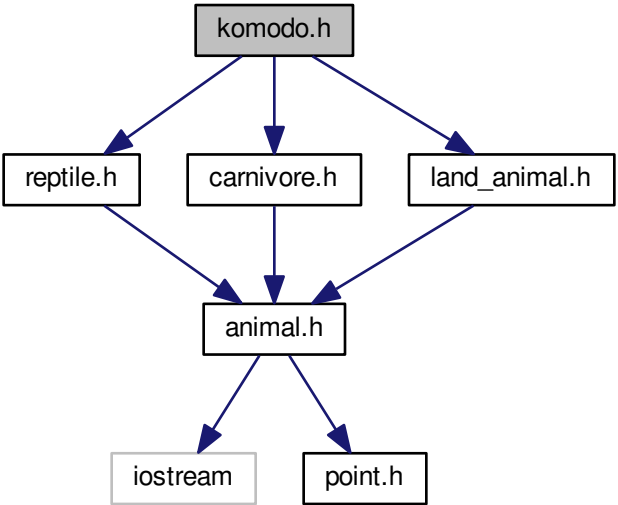 komodo.h
reptile.h
carnivore.h
land_animal.h
animal.h
iostream
point.h